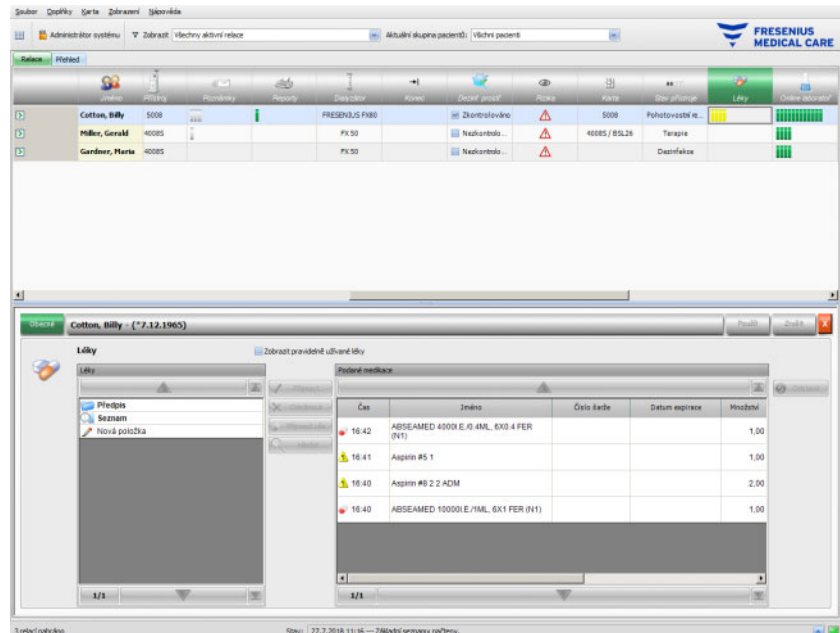 Soubor Doplňky Karta Zobrazení Nápověda
Administrátor systému Zobrazit Všechny aktivní relace Aktuální skupina pacientů: Všichni pacienti
FRESENIUS
MEDICAL CARE
Relace Přehled
Jméno Přístroj Poznámky Reporty Dialyzátor Konec Dezinf. prostř. Rizika Karta Stav přístroje Léky Online laboratoř
Cotton, Billy 5008 FRESENIUS FX80 Zkontrolováno 5008 Pohotovostní re...
Miller, Gerald 4008S FX 50 Nezkontrolo... 4008S / BSL26 Terapie
Gardner, Maria 4008S FX 50 Nezkontrolo... Dezinfekce
Obecné Cotton, Billy - (*7.12.1965) Použít Zrušit X
Léky Zobrazit pravidelně užívané léky
Léky Podané medikace
Předpis
Seznam
Nová položka
Čas Jméno Číslo šarže Datum expirace Množství
16:42 ABSEAMED 4000I.E./0.4ML, 6X0.4 FER
(N1) 1,00
16:41 Aspirin #5 1 1,00
16:40 Aspirin #8 2 2 ADM 2,00
16:40 ABSEAMED 10000I.E./1ML, 6X1 FER (N1) 1,00
1/1 1/1
3 relací nahráno. Stav: 27.7.2018 11:16 — Základní seznamy načteny.